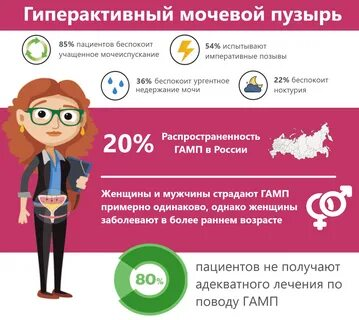 Гиперактивный мочевой пузырь
85% пациентов беспокоит
учащенное мочеиспускание
54% испытывают
императивные позывы
36% беспокоит ургентное
недержание мочи
22% беспокоит
ноктурия
20%
Распространенность
ГАМП в России
Женщины и мужчины страдают ГАМП
примерно одинаково, однако женщины
заболевают в более раннем возрасте
80%
пациентов не получают
адекватного лечения по
поводу ГАМП